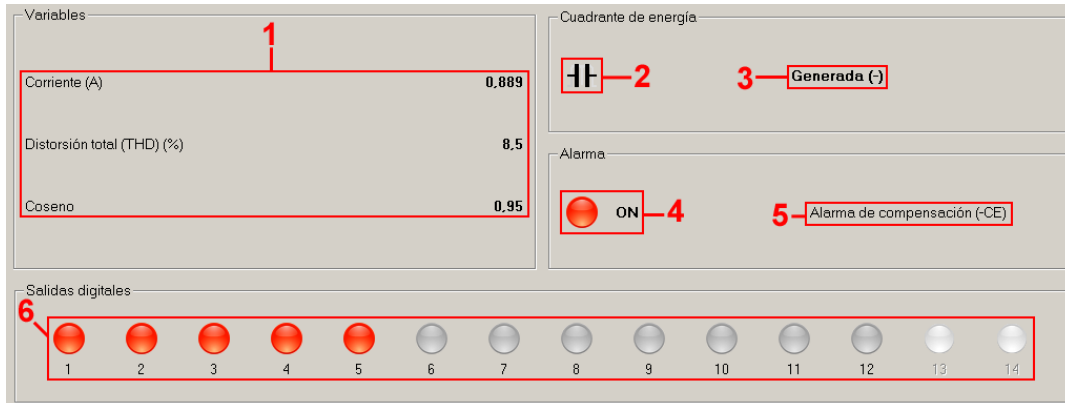 Variables
1
Corriente (A) 0,889
Distorsión total (THD) (%) 8,5
Coseno 0,95
Cuadrante de energía
2
3
Generada (-)
Alarma
ON
4
5
Alarma de compensación (-CE)
Salidas digitales
6
1 2 3 4 5 6 7 8 9 10 11 12 13 14